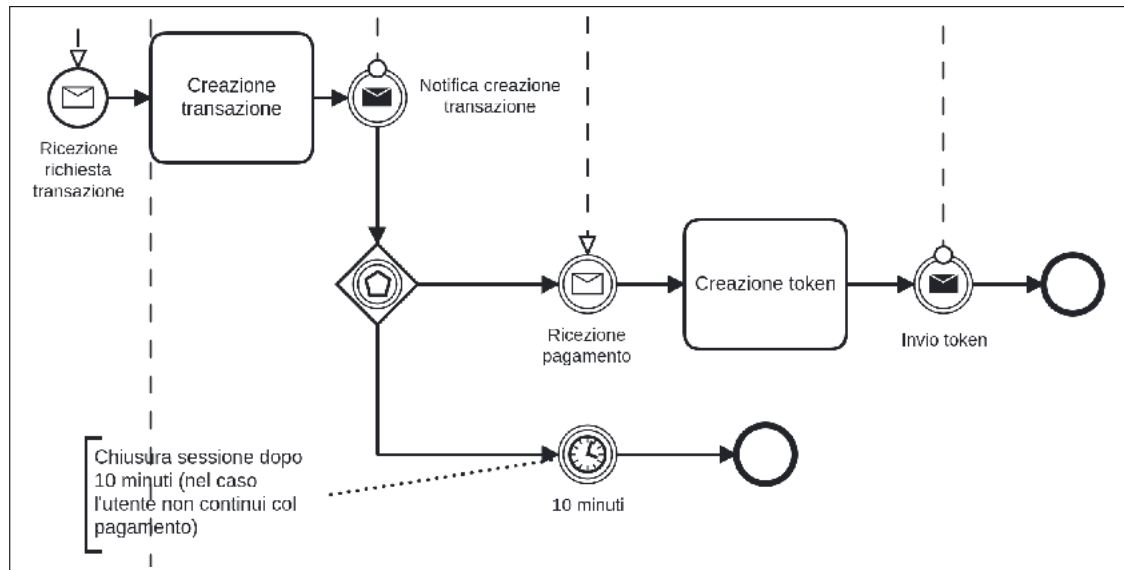 Creazione
transazione
Notifica creazione
transazione
Ricezione
richiesta
transazione
Creazione token
Ricezione
pagamento
Invio token
Chiusura sessione dopo
10 minuti (nel caso
l'utente non continui col
pagamento)
10 minuti